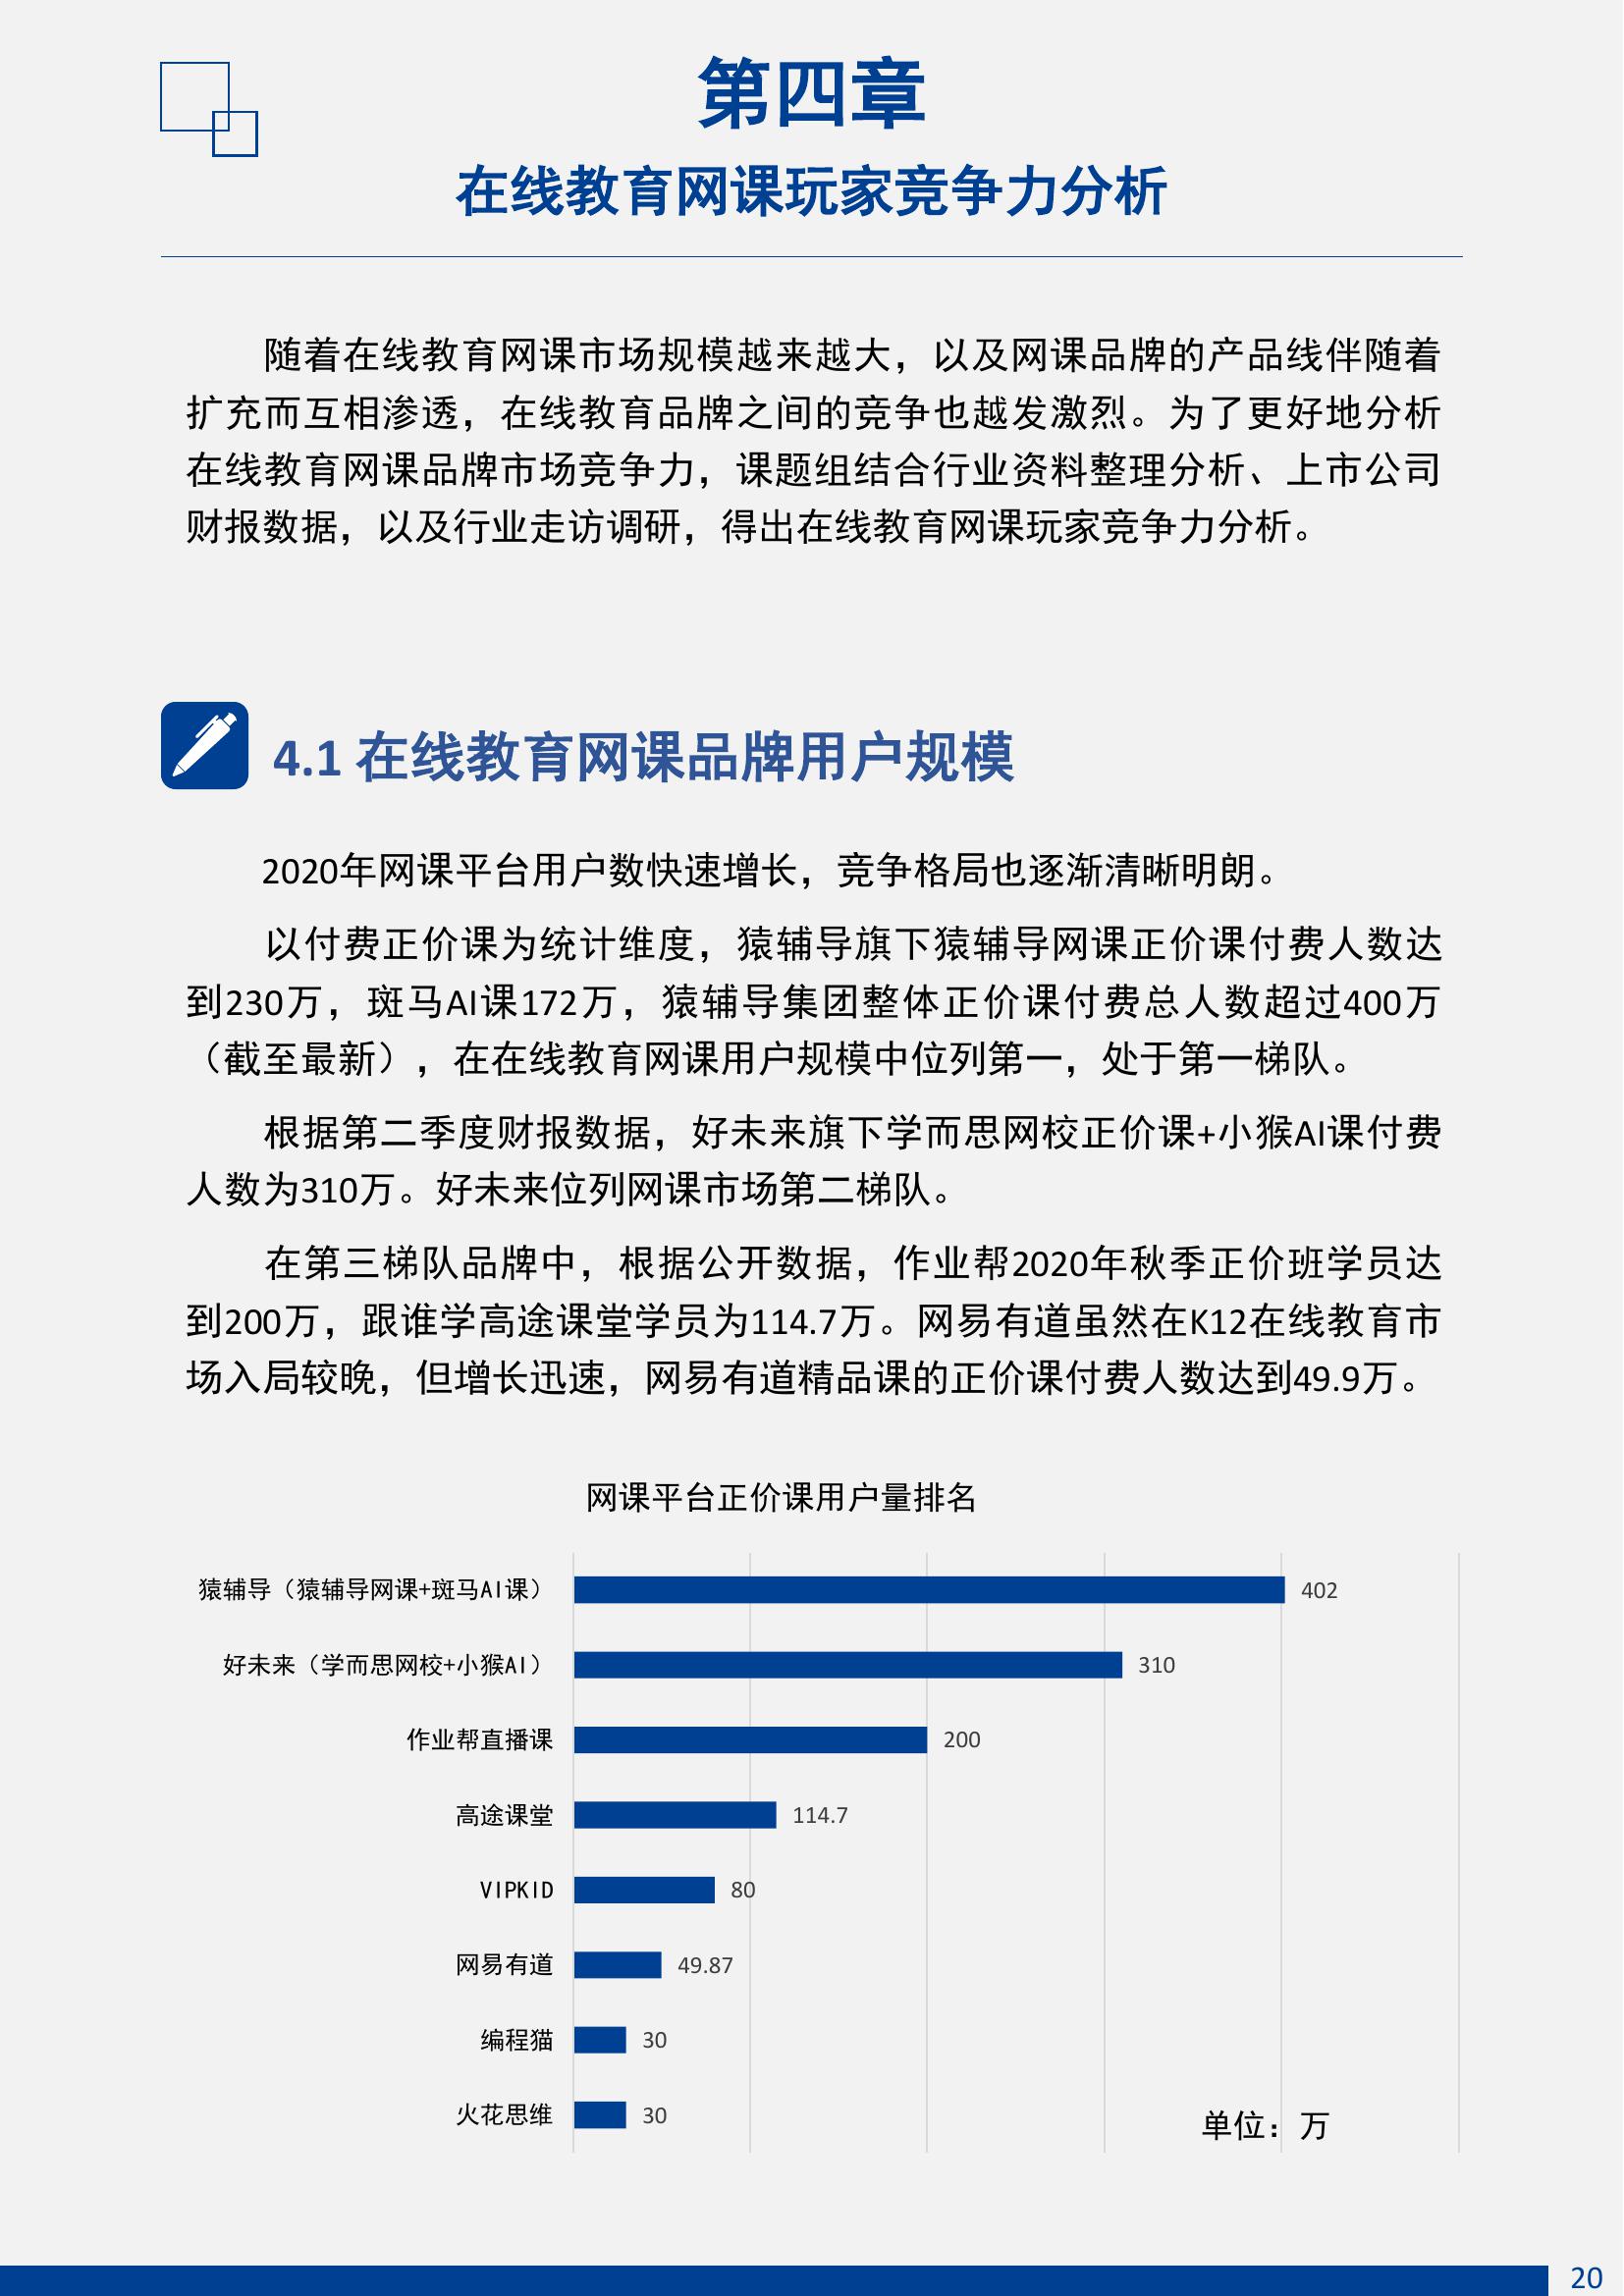 第四章
在线教育网课玩家竞争力分析
随着在线教育网课市场规模越来越大，以及网课品牌的产品线伴随着
扩充而互相渗透，在线教育品牌之间的竞争也越发激烈。为了更好地分析
在线教育网课品牌市场竞争力，课题组结合行业资料整理分析、上市公司
财报数据，以及行业走访调研，得出在线教育网课玩家竞争力分析。
4.1 在线教育网课品牌用户规模
2020年网课平台用户数快速增长，竞争格局也逐渐清晰明朗。
以付费正价课为统计维度，猿辅导旗下猿辅导网课正价课付费人数达
到230万，斑马AI课172万，猿辅导集团整体正价课付费总人数超过400万
（截至最新），在在线教育网课用户规模中位列第一，处于第一梯队。
根据第二季度财报数据，好未来旗下学而思网校正价课+小猴AI课付费
人数为310万。好未来位列网课市场第二梯队。
在第三梯队品牌中，根据公开数据，作业帮2020年秋季正价班学员达
到200万，跟谁学高途课堂学员为114.7万。网易有道虽然在K12在线教育市
场入局较晚，但增长迅速，网易有道精品课的正价课付费人数达到49.9万。
网课平台正价课用户量排名
猿辅导（猿辅导网课+斑马AI课） 402
好未来（学而思网校+小猴AI） 310
作业帮直播课 200
高途课堂 114.7
VIPKID 80
网易有道 49.87
编程猫 30
火花思维 30
单位：万
20